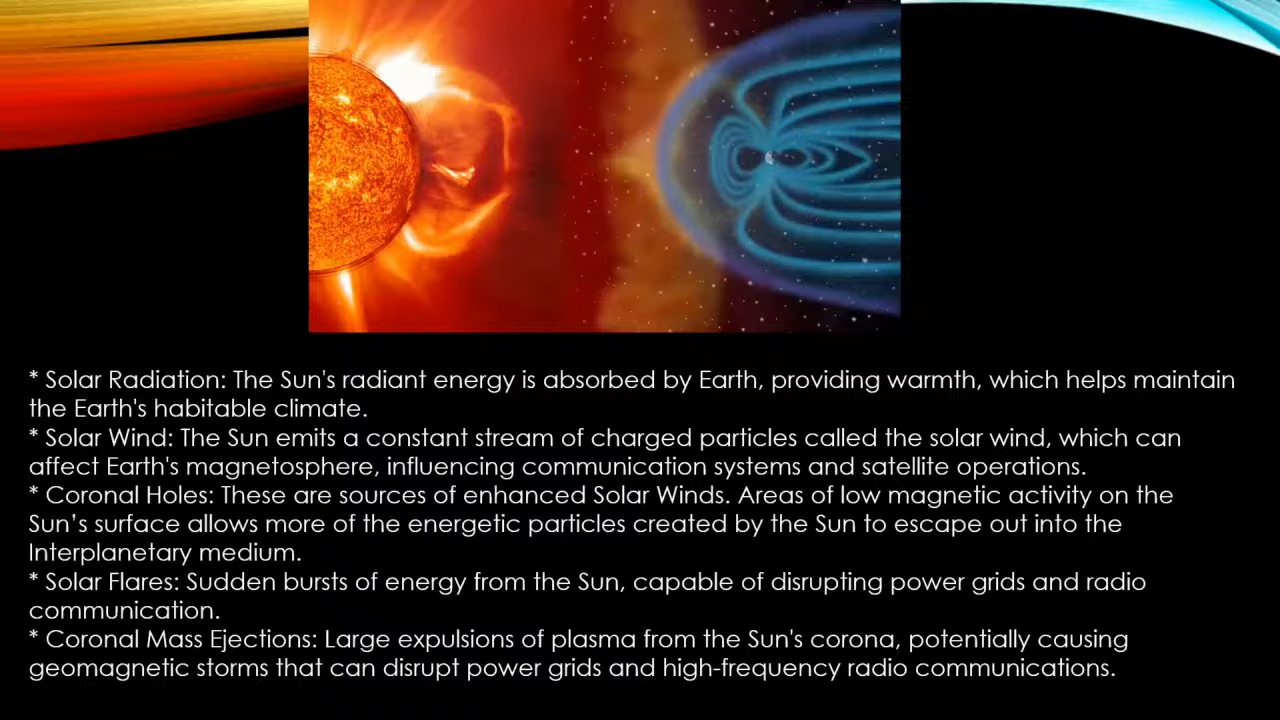 * Solar Radiation: The Sun's radiant energy is absorbed by Earth, providing warmth, which helps maintain
the Earth's habitable climate.
* Solar Wind: The Sun emits a constant stream of charged particles called the solar wind, which can
affect Earth's magnetosphere, influencing communication systems and satellite operations.
* Coronal Holes: These are sources of enhanced Solar Winds. Areas of low magnetic activity on the
Sun’s surface allows more of the energetic particles created by the Sun to escape out into the
Interplanetary medium.
* Solar Flares: Sudden bursts of energy from the Sun, capable of disrupting power grids and radio
communication.
* Coronal Mass Ejections: Large expulsions of plasma from the Sun's corona, potentially causing
geomagnetic storms that can disrupt power grids and high-frequency radio communications.